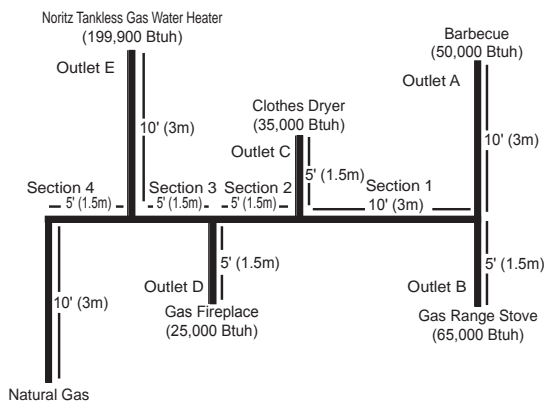 Noritz Tankless Gas Water Heater
(199,900 Btuh)
Outlet E
10' (3m)
Barbecue
(50,000 Btuh)
Outlet A
10' (3m)
Clothes Dryer
(35,000 Btuh)
Outlet C
5' (1.5m)
Section 4
5' (1.5m)
Section 3
5' (1.5m)
Section 2
5' (1.5m)
Section 1
10' (3m)
10' (3m)
Outlet D
5' (1.5m)
Gas Fireplace
(25,000 Btuh)
Outlet B
5' (1.5m)
Gas Range Stove
(65,000 Btuh)
Natural Gas